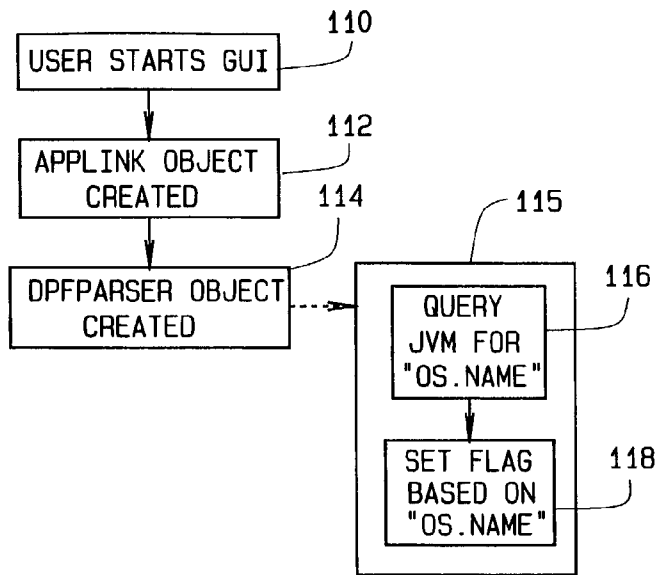 110
USER STARTS GUI
112
APPLINK OBJECT
CREATED
114
DPFPARSER OBJECT
CREATED
115
116
QUERY
JVM FOR
"OS.NAME"
118
SET FLAG
BASED ON
"OS.NAME"